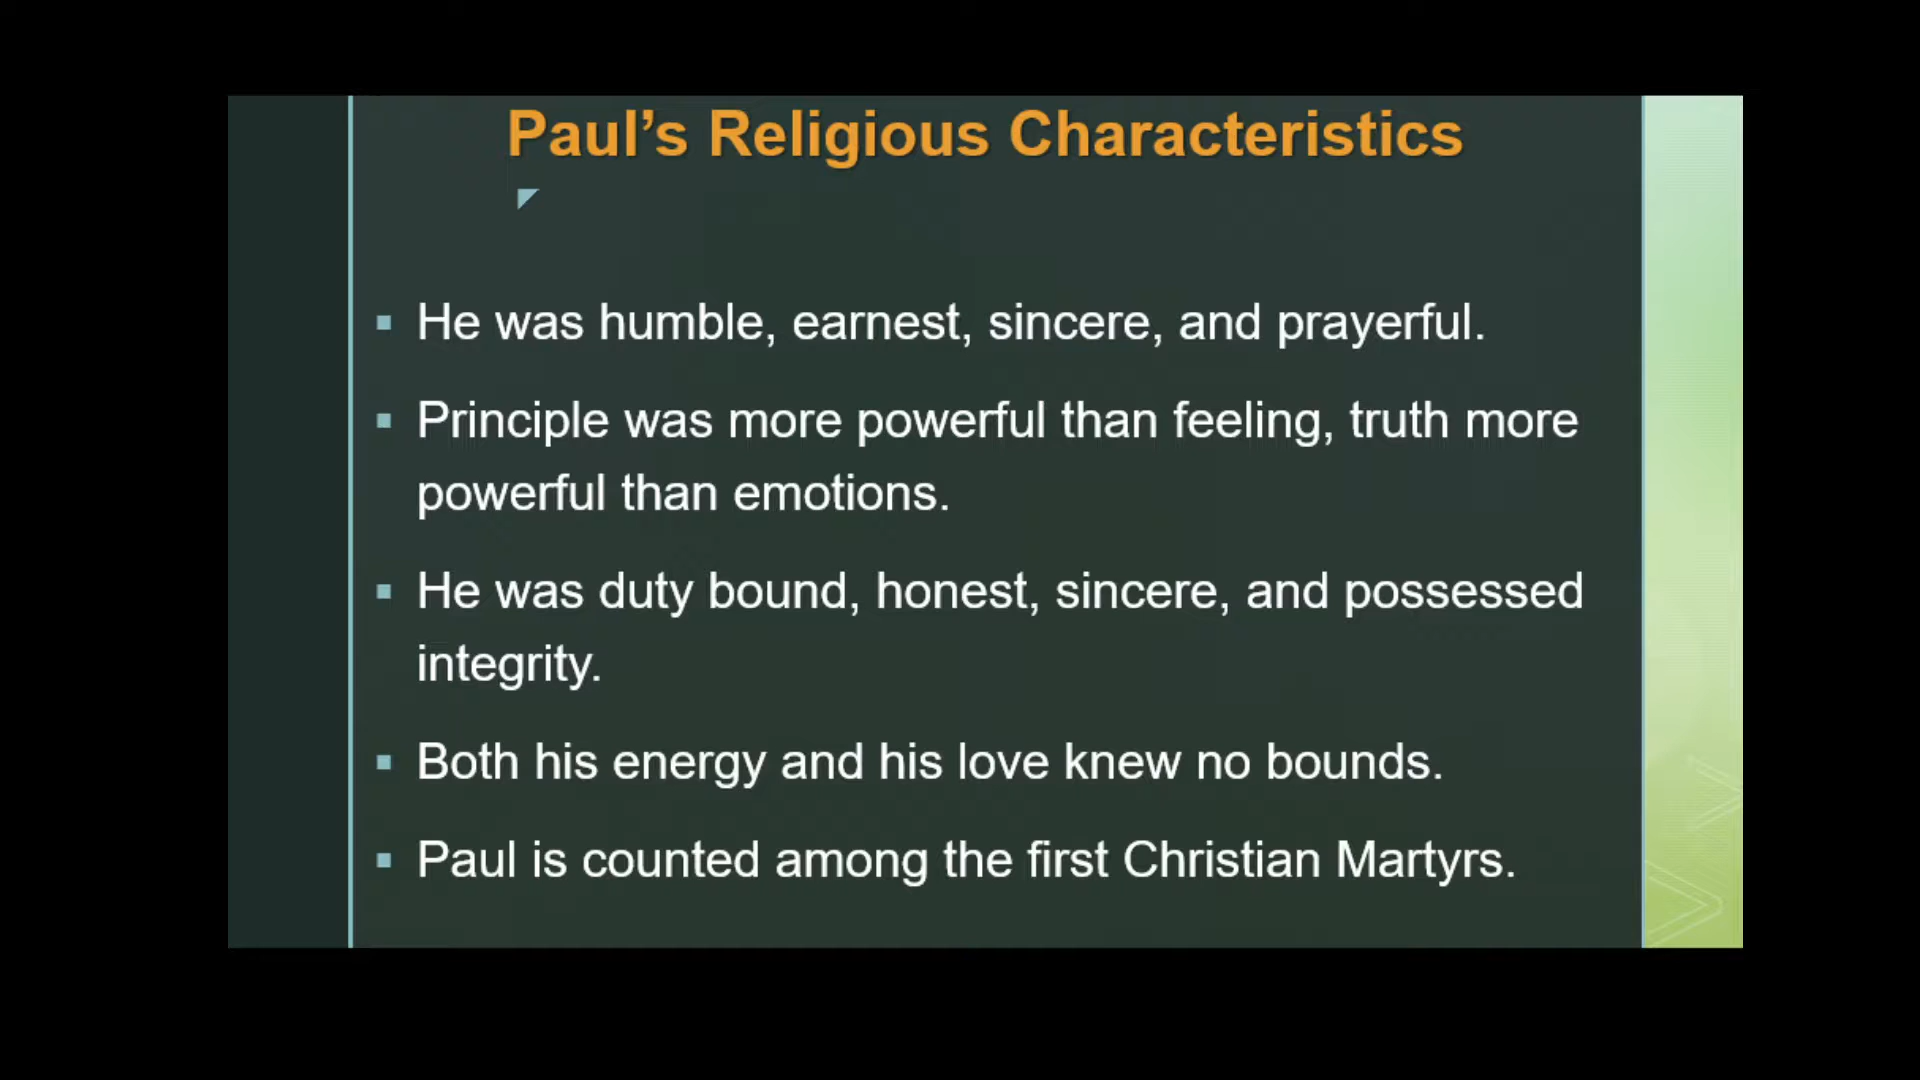 Paul’s Religious Characteristics
He was humble, earnest, sincere, and prayerful.
Principle was more powerful than feeling, truth more
powerful than emotions.
He was duty bound, honest, sincere, and possessed
integrity.
Both his energy and his love knew no bounds.
Paul is counted among the first Christian Martyrs.